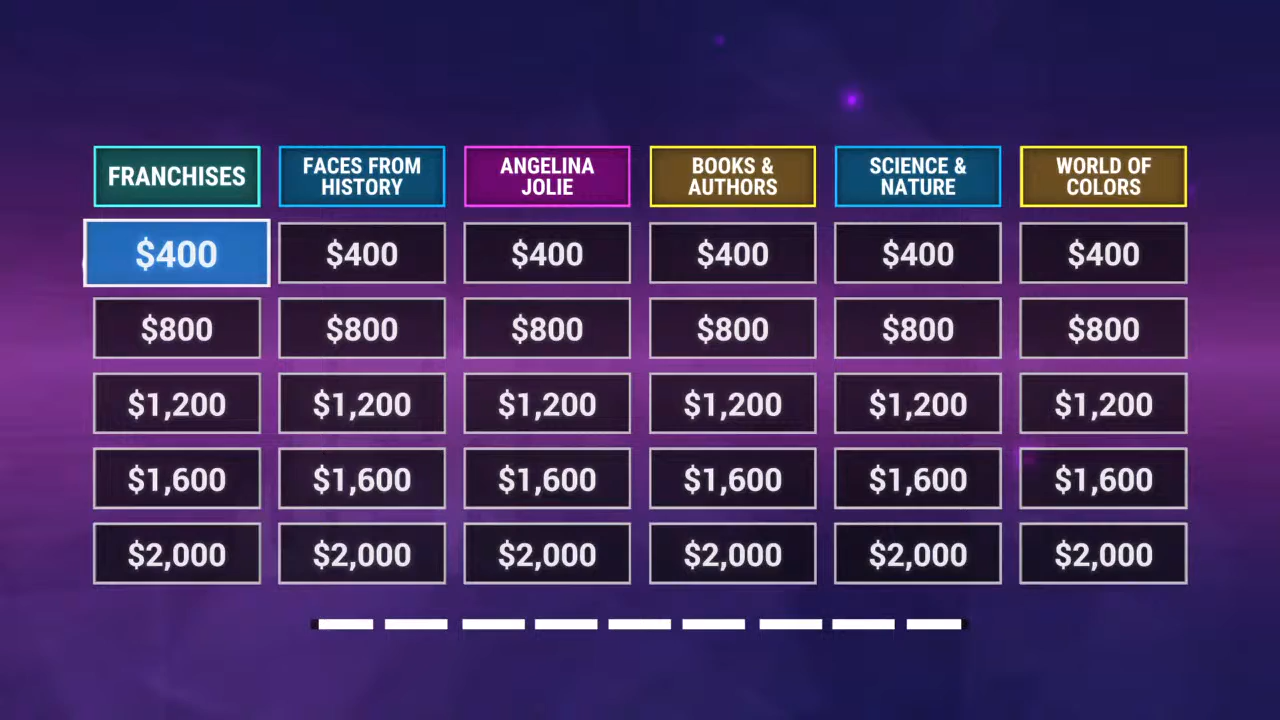 FRANCHISES
FACES FROM
HISTORY
ANGELINA
JOLIE
BOOKS &
AUTHORS
SCIENCE &
NATURE
WORLD OF
COLORS
$400 $400 $400 $400 $400 $400
$800 $800 $800 $800 $800 $800
$1,200 $1,200 $1,200 $1,200 $1,200 $1,200
$1,600 $1,600 $1,600 $1,600 $1,600 $1,600
$2,000 $2,000 $2,000 $2,000 $2,000 $2,000